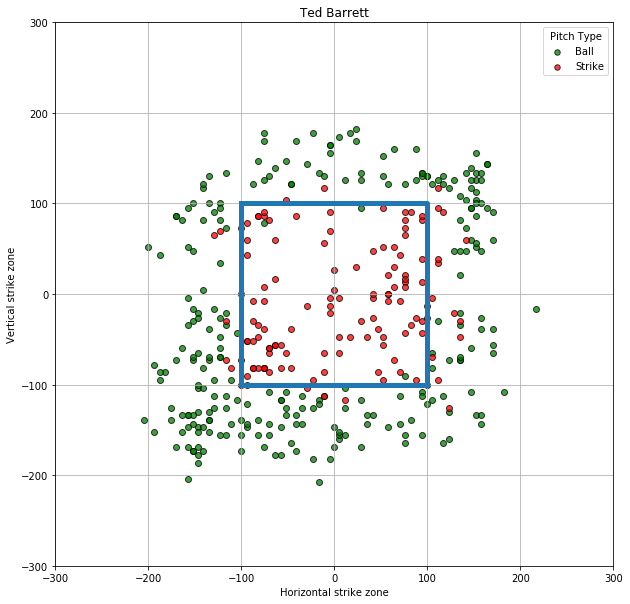 Ted Barrett
Pitch Type
Ball
Strike
300
200
100
0
−100
−200
−300
Vertical strike zone
−300 −200 −100 0 100 200 300
Horizontal strike zone